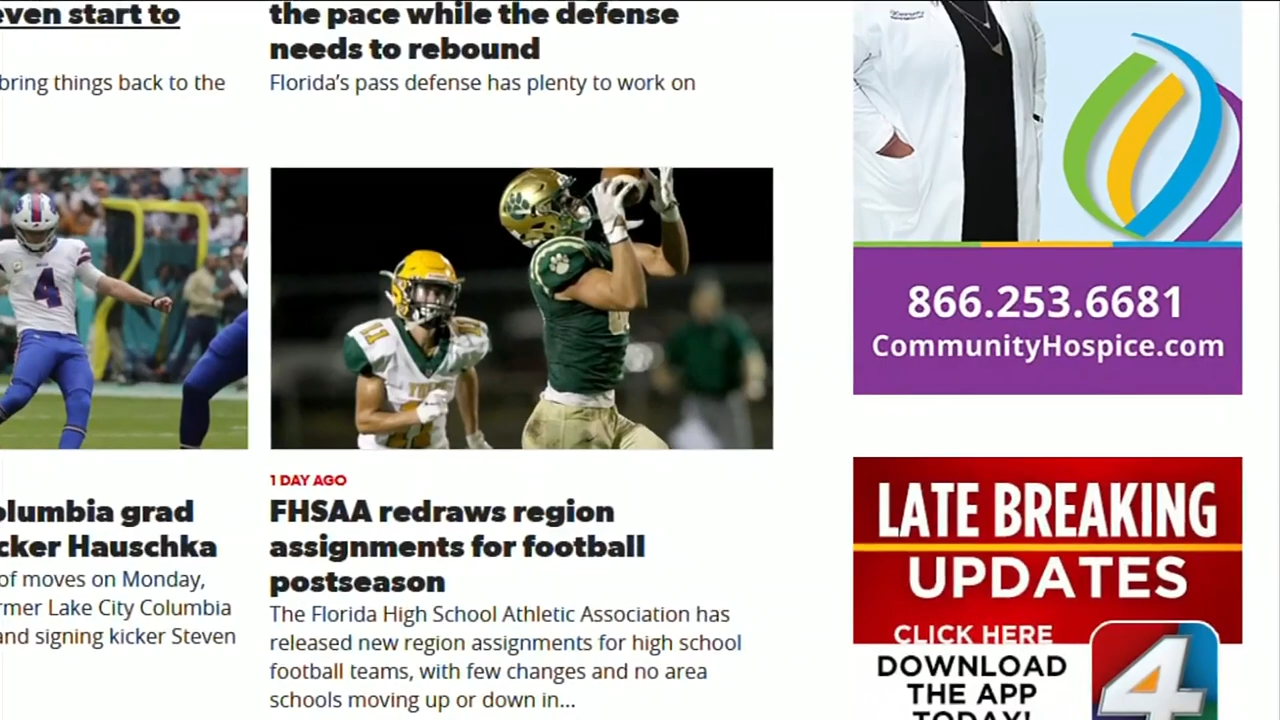 even start to
bring things back to the
the pace while the defense
needs to rebound
Florida's pass defense has plenty to work on
4
11
1 DAY AGO
FHSAA redraws region
assignments for football
postseason
The Florida High School Athletic Association has
released new region assignments for high school
football teams, with few changes and no area
schools moving up or down in...
olumbia grad
cker Hauschka
of moves on Monday,
rmer Lake City Columbia
and signing kicker Steven
866.253.6681
CommunityHospice.com
LATE BREAKING
UPDATES
CLICK HERE
DOWNLOAD
THE APP
TODAY!
4